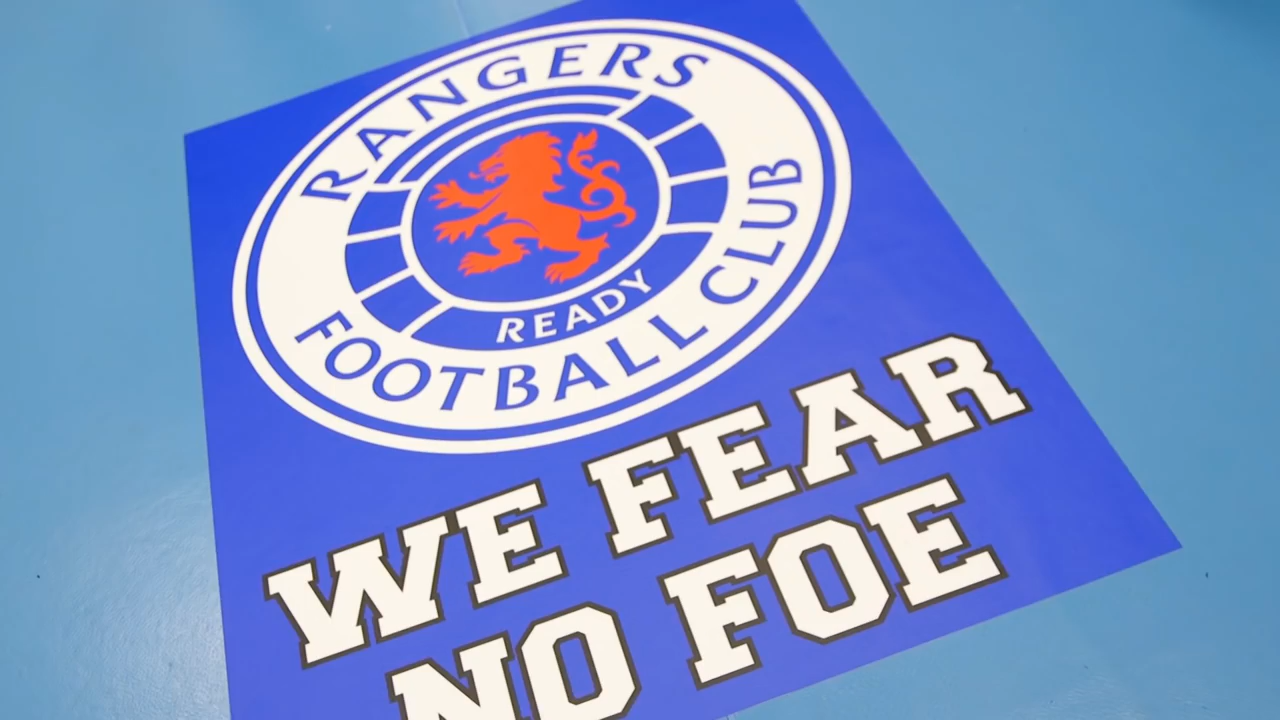 RANGERS
FOOTBALL CLUB
READY
WE FEAR
NO FOE